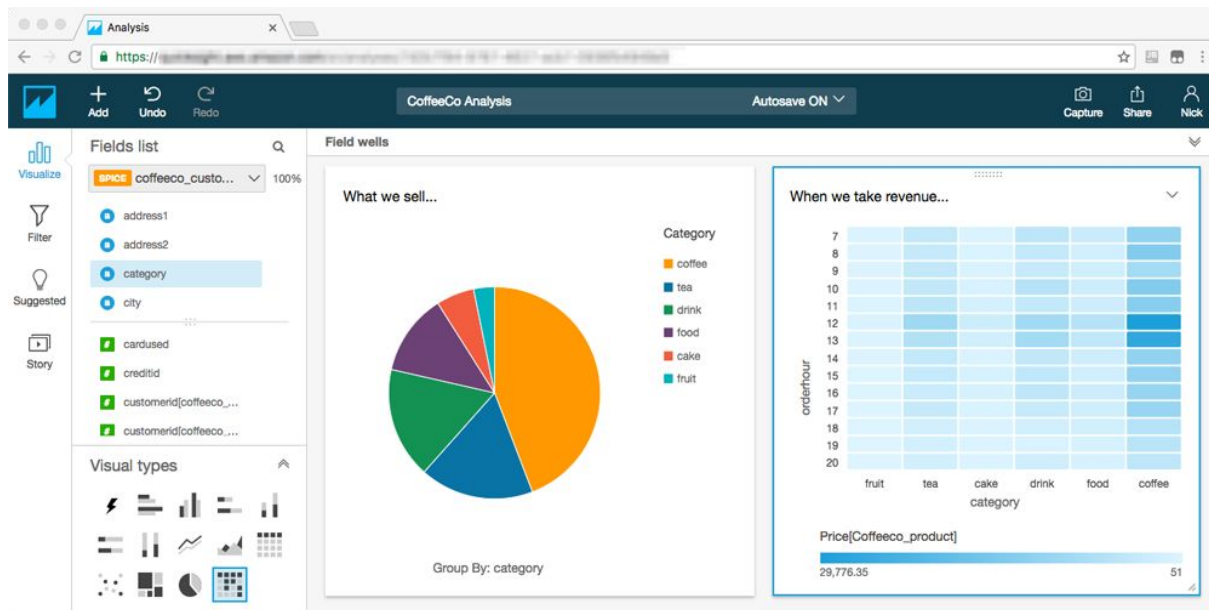 Analysis
https://
Add
Undo
Redo
CoffeeCo Analysis
Autosave ON
Capture
Share
Nick
Visualize
Filter
Suggested
Story
Fields list
SPICE coffeeco_custo... 100%
address1
address2
category
city
cardused
creditid
customerid[coffeeco_...
customerid[coffeeco_...
Visual types
Field wells
What we sell...
Category
coffee
tea
drink
food
cake
fruit
Group By: category
When we take revenue...
orderhour
7
8
9
10
11
12
13
14
15
16
17
18
19
20
fruit tea cake drink food coffee
category
Price[Coffeeco_product]
29,776.35 51